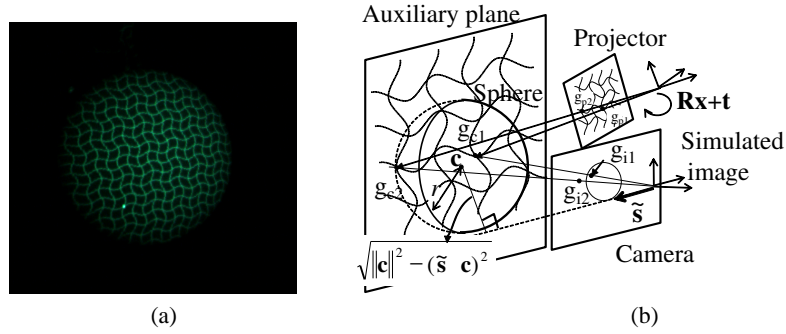 Auxiliary plane
Projector
Sphere
g_p2
g_p1
Rx+t
g_c1
c
Simulated
image
g_i1
g_c2
r
g_i2
s̃
√‖c‖² −(s̃ c)²
Camera
(a)
(b)